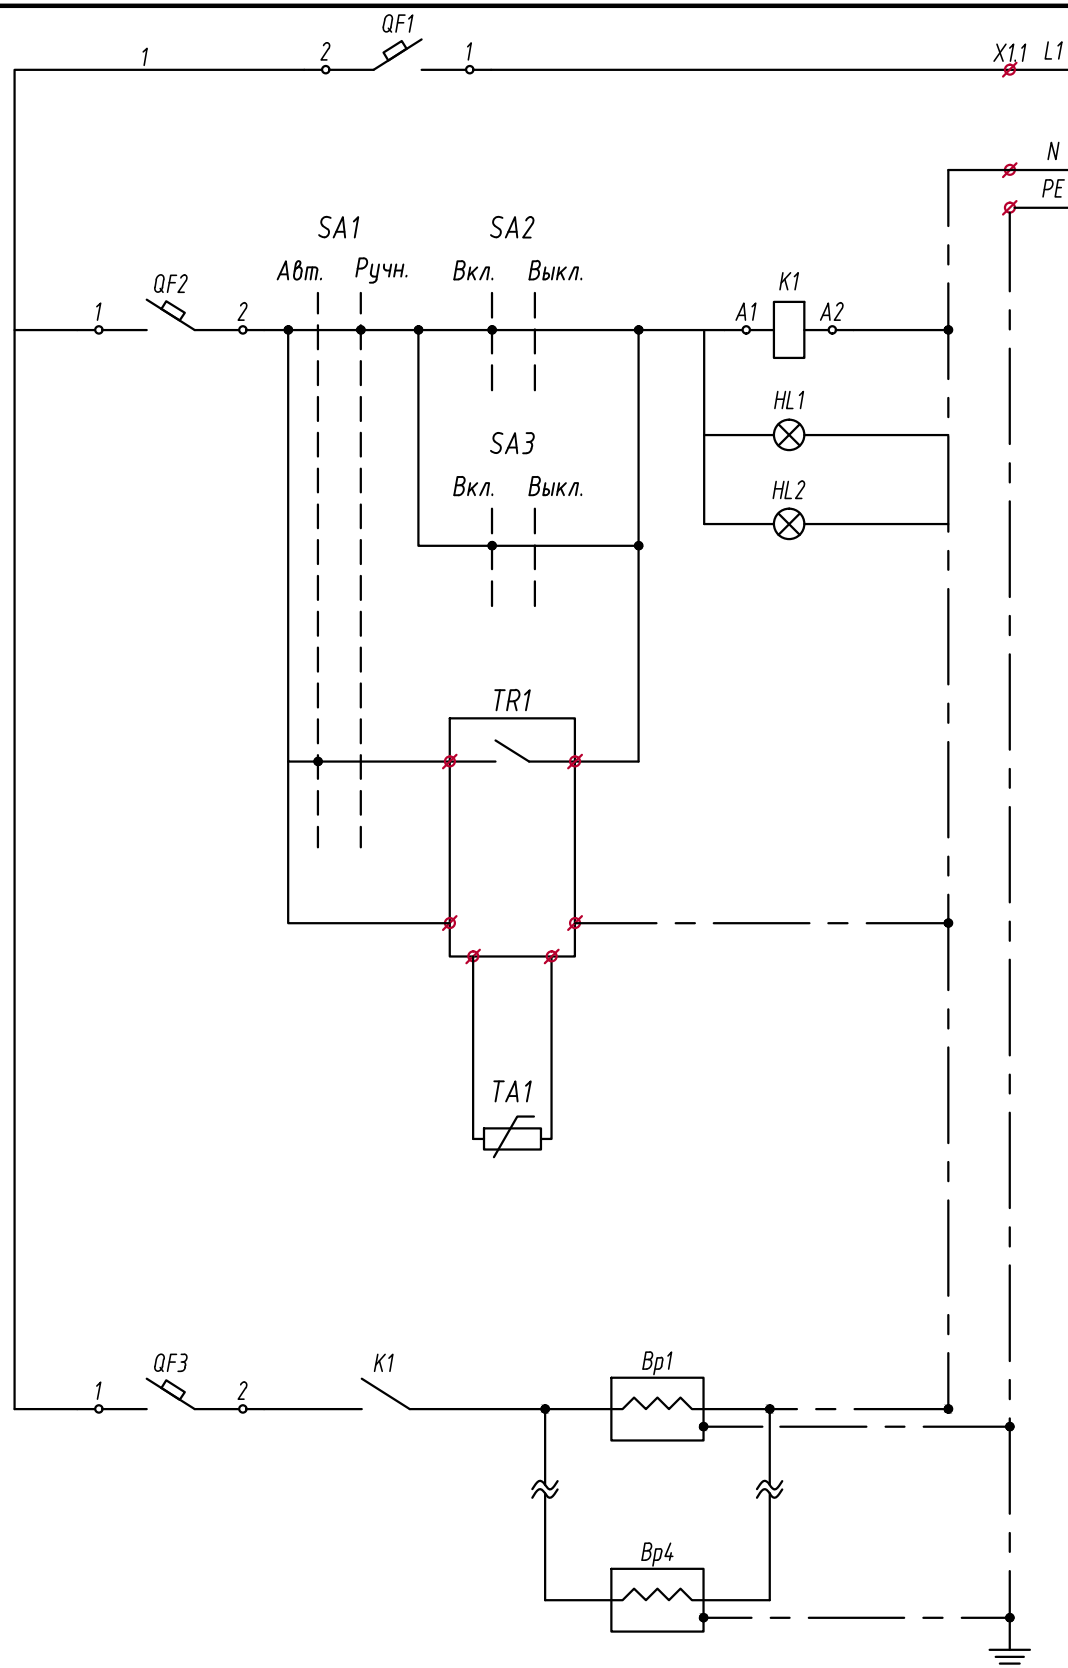 QF1
1 2 1 X1.1 L1
N
PE
SA1 SA2
Авт. Ручн. Вкл. Выкл.
QF2 K1
1 2 A1 A2
HL1
SA3
Вкл. Выкл. HL2
TR1
TA1
QF3 K1 Вр1
1 2
Вр4